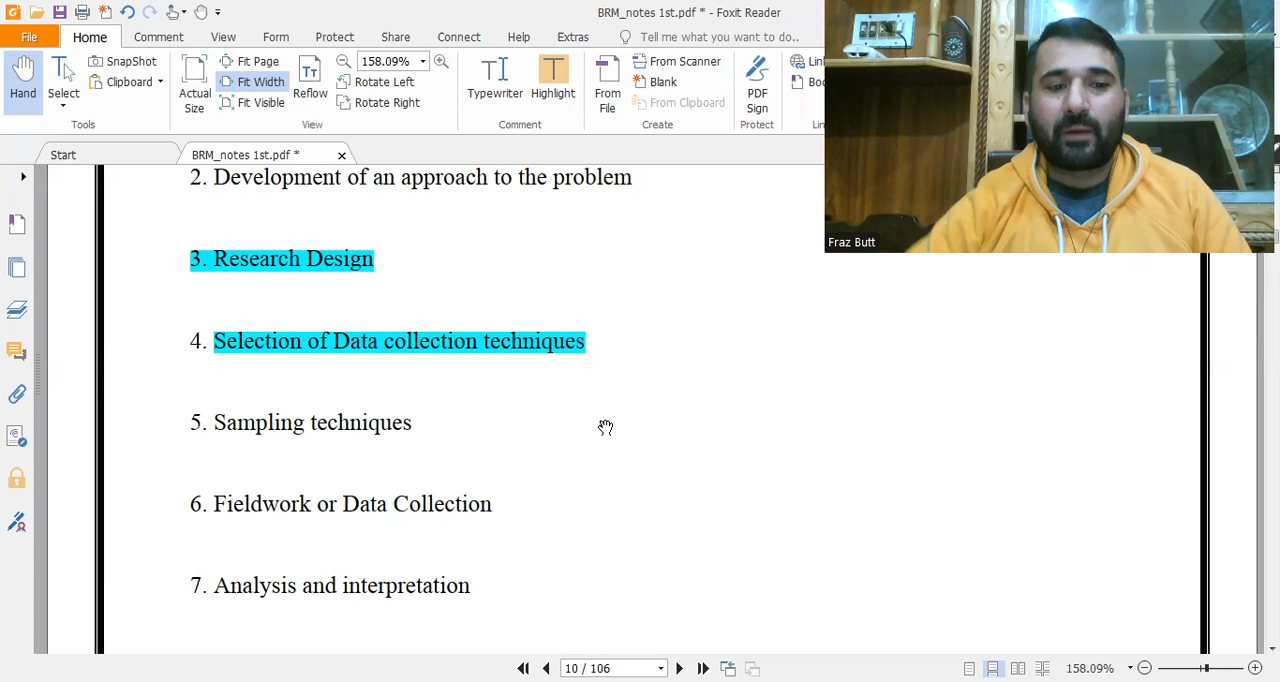 BRM_notes 1st.pdf * - Foxit Reader
File Home Comment View Form Protect Share Connect Help Extras Tell me what you want to do..
Hand
Select
SnapShot
Clipboard
Tools
Actual Size
Fit Page
Fit Width
Fit Visible
Reflow
158.09%
Rotate Left
Rotate Right
View
Typewriter
Highlight
Comment
From File
From Scanner
Blank
From Clipboard
Create
PDF Sign
Protect
Start
BRM_notes 1st.pdf *
Fraz Butt
2. Development of an approach to the problem
3. Research Design
4. Selection of Data collection techniques
5. Sampling techniques
6. Fieldwork or Data Collection
7. Analysis and interpretation
10 / 106
158.09%